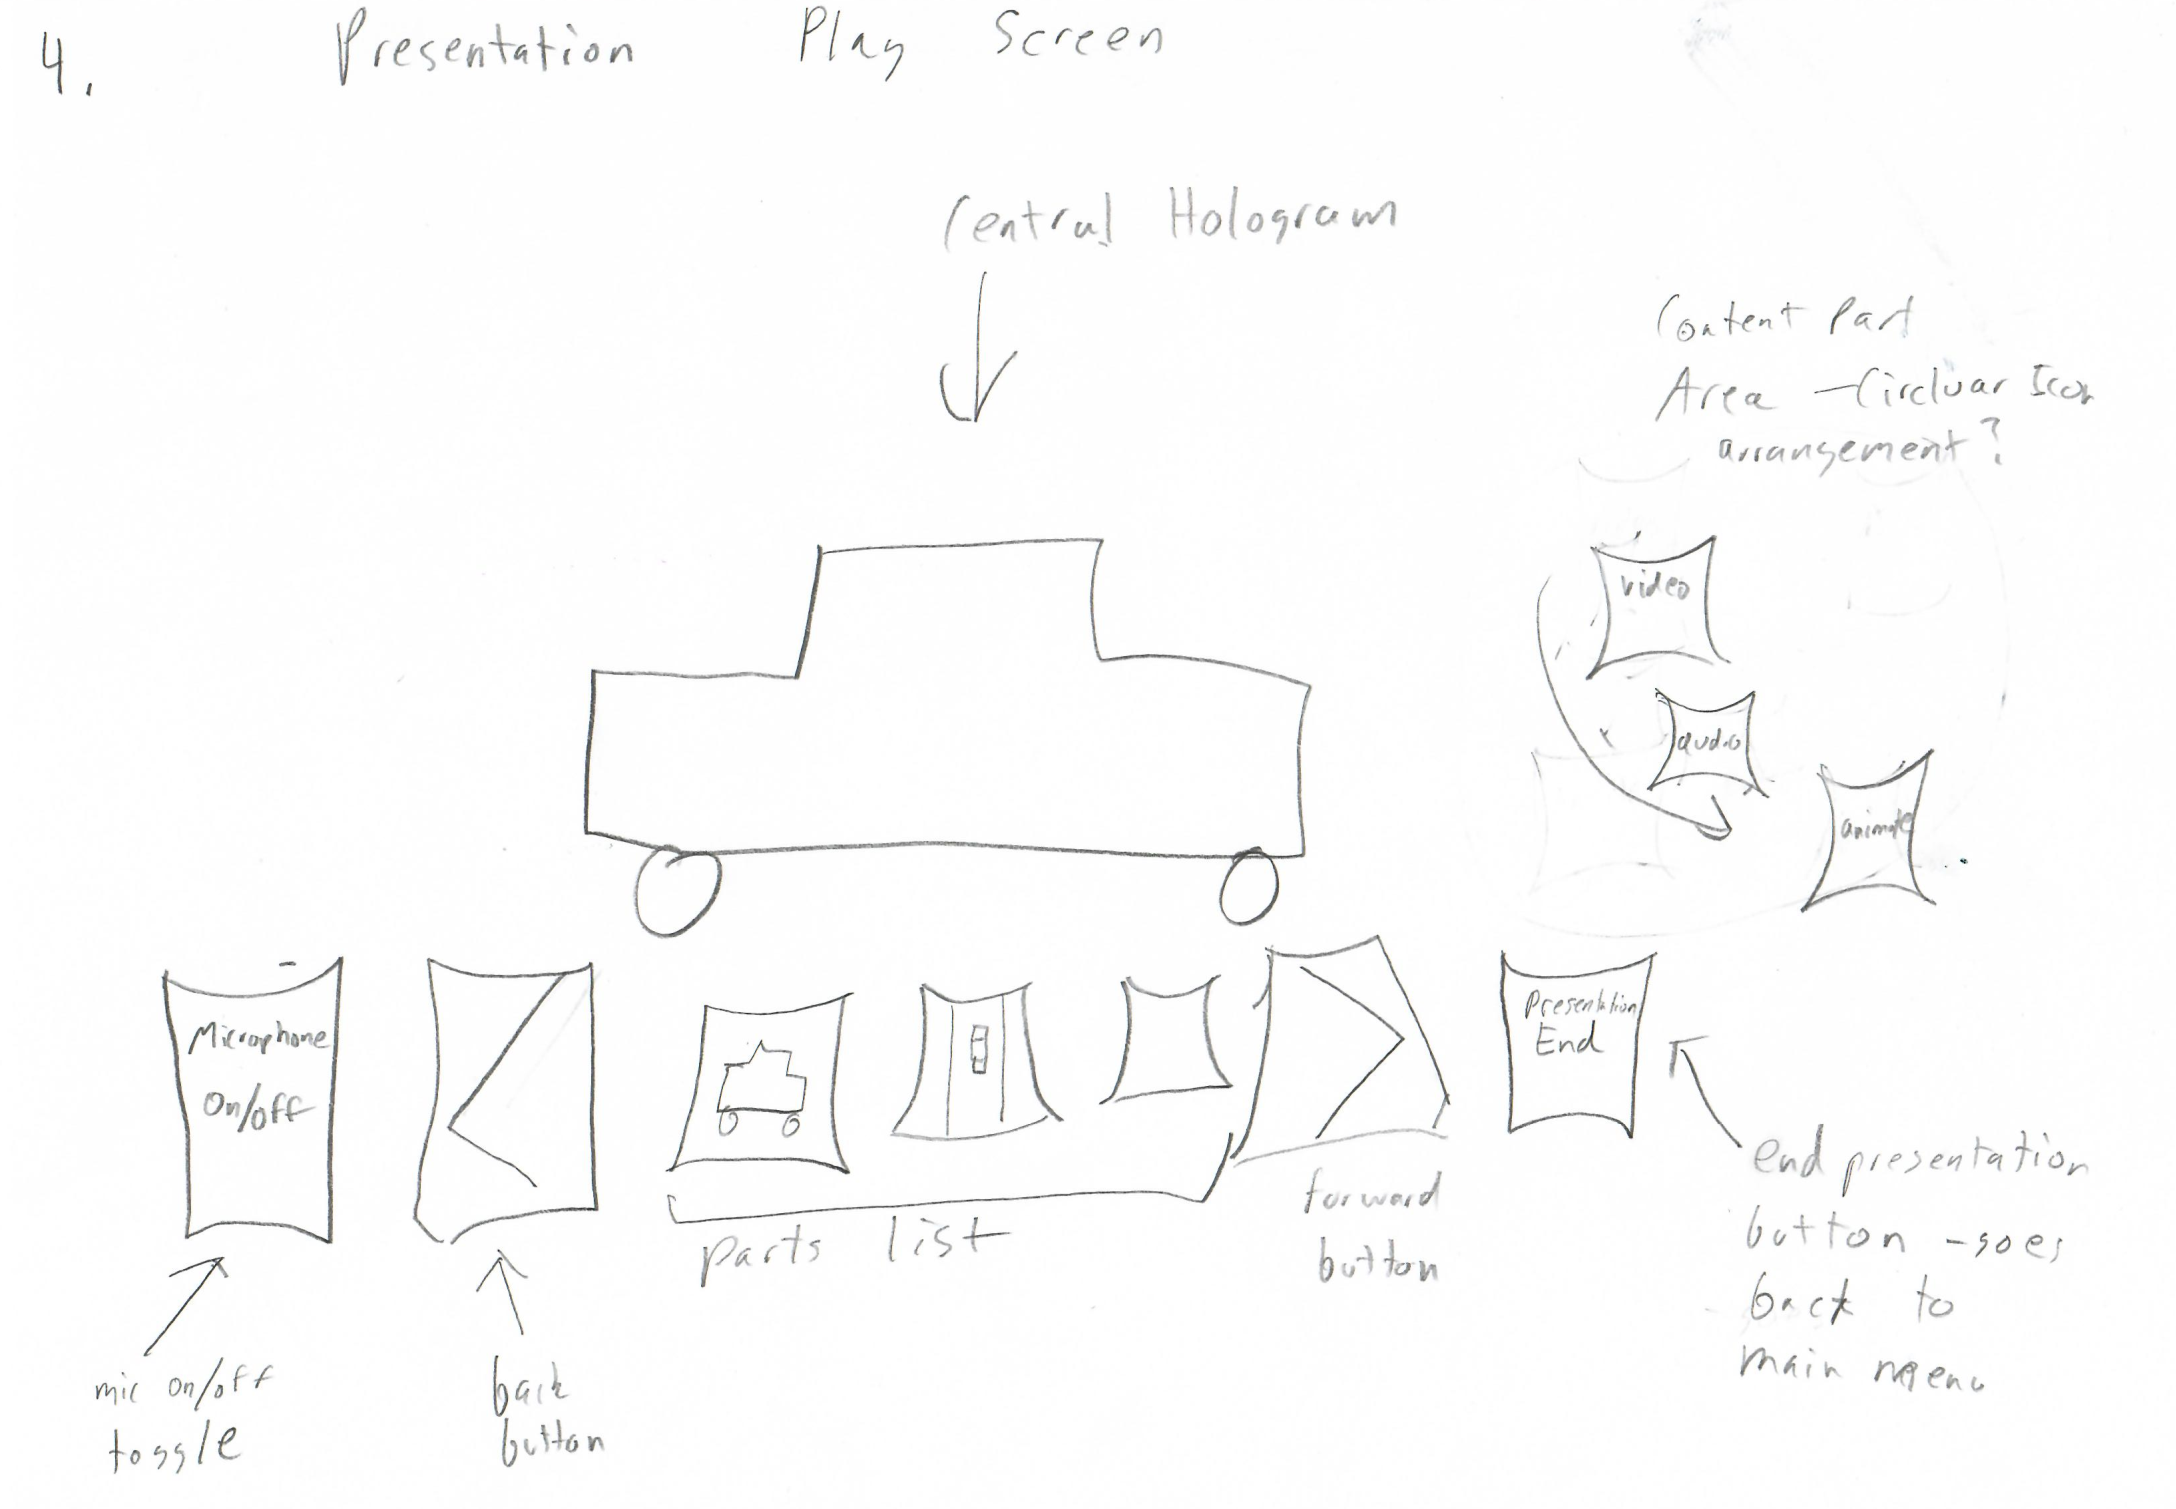 4. Presentation Play Screen
Central Hologram
Content Part
Area - Circluar Icon
arrangement?
video
audio
animate
Microphone
On/off
Presentation
End
parts list
forward
button
end presentation
button - goes
back to
main menu
mic on/off
toggle
back
button